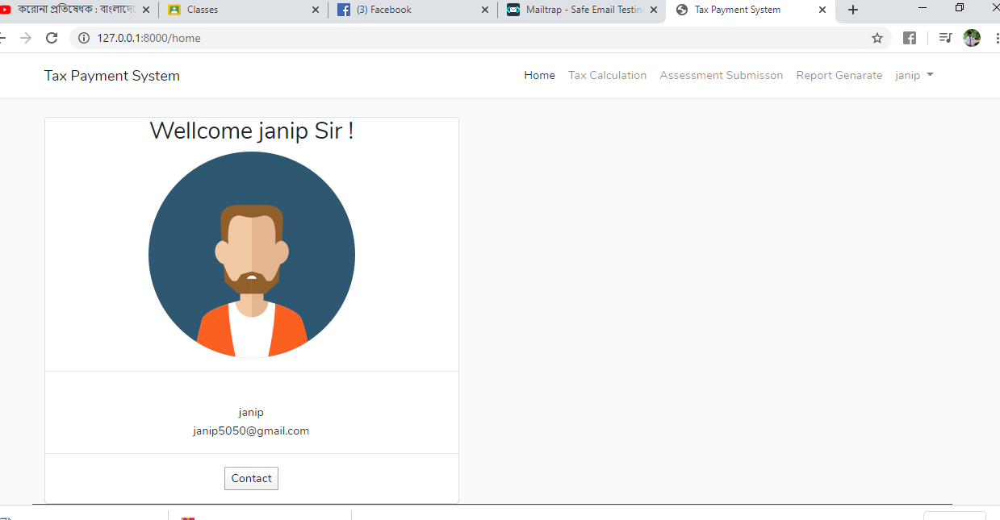 করোনা প্রতিষেধক : বাংলাদে
Classes
(3) Facebook
Mailtrap - Safe Email Testin
Tax Payment System
127.0.0.1:8000/home
Tax Payment System
Home
Tax Calculation
Assessment Submisson
Report Genarate
janip
Wellcome janip Sir !
janip
janip5050@gmail.com
Contact